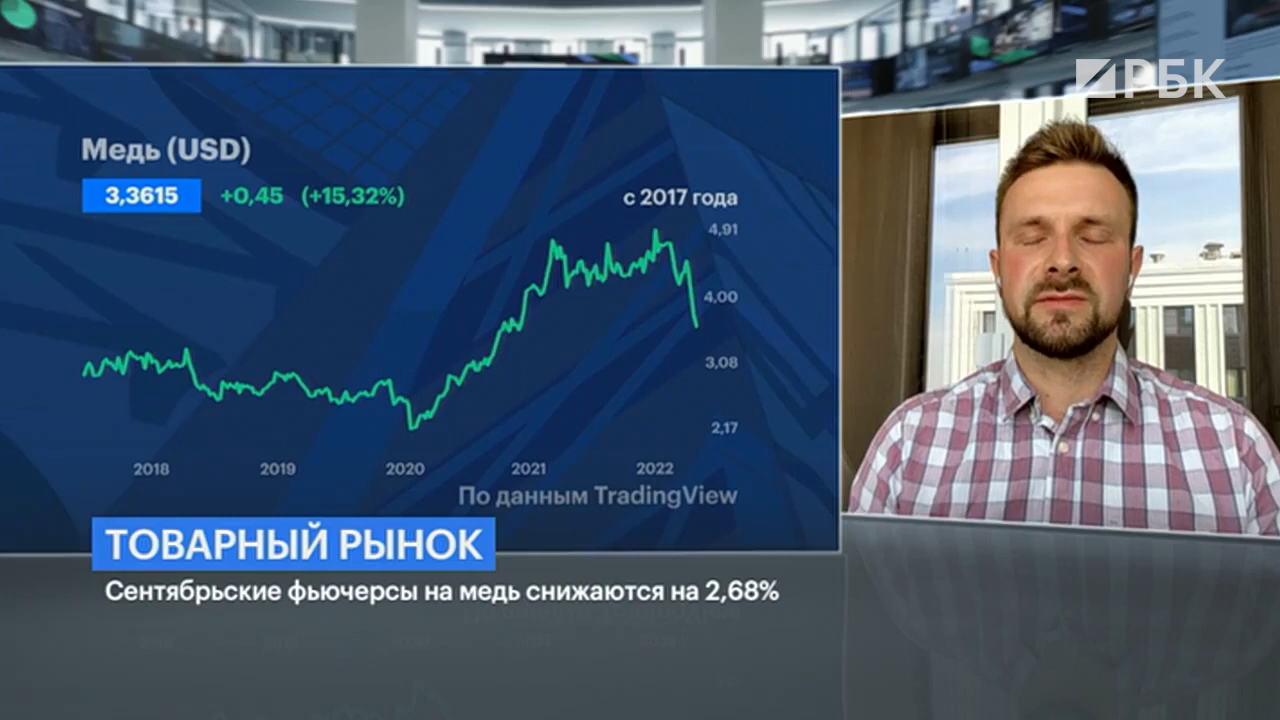 РБК
Медь (USD)
3,3615 +0,45 (+15,32%)
с 2017 года
4,91
4,00
3,08
2,17
2018 2019 2020 2021 2022
По данным TradingView
ТОВАРНЫЙ РЫНОК
Сентябрьские фьючерсы на медь снижаются на 2,68%